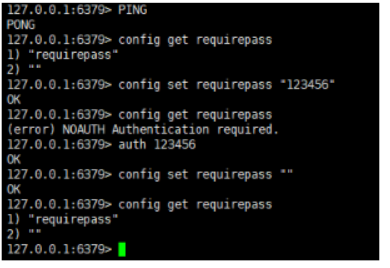 127.0.0.1:6379> PING
PONG
127.0.0.1:6379> config get requirepass
1) "requirepass"
2) ""
127.0.0.1:6379> config set requirepass "123456"
OK
127.0.0.1:6379> config get requirepass
(error) NOAUTH Authentication required.
127.0.0.1:6379> auth 123456
OK
127.0.0.1:6379> config set requirepass ""
OK
127.0.0.1:6379> config get requirepass
1) "requirepass"
2) ""
127.0.0.1:6379>